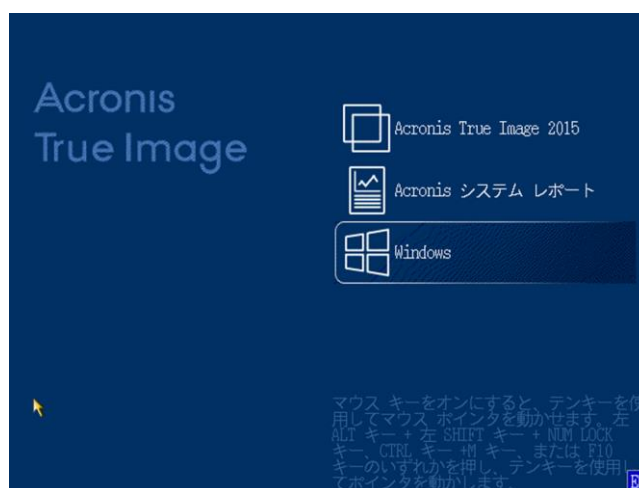 Acronis
True Image
Acronis True Image 2015
Acronis システム レポート
Windows
マウス キーをオンにすると、テンキーを使
用してマウス ポインタを動かせます。左
ALT キー + 左 SHIFT キー + NUM LOCK
キー、CTRL キー +M キー、または F10
キーのいずれかを押し、テンキーを使用し
てポインタを動かします。
E